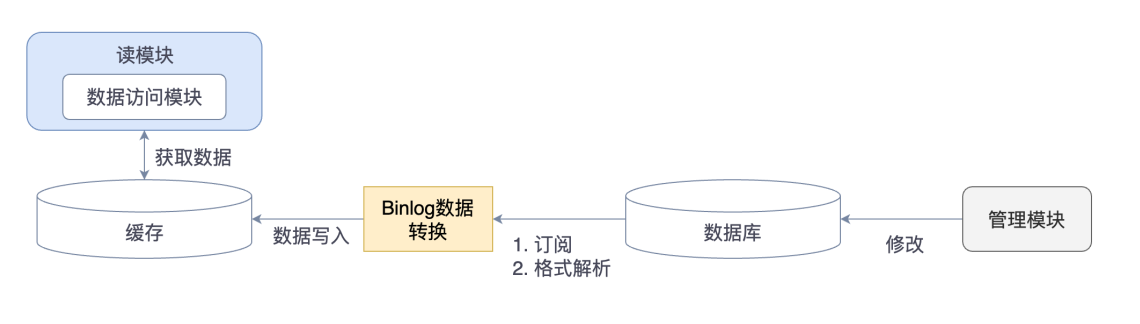 读模块
数据访问模块
获取数据
缓存
数据写入
Binlog数据
转换
1. 订阅
2. 格式解析
数据库
修改
管理模块